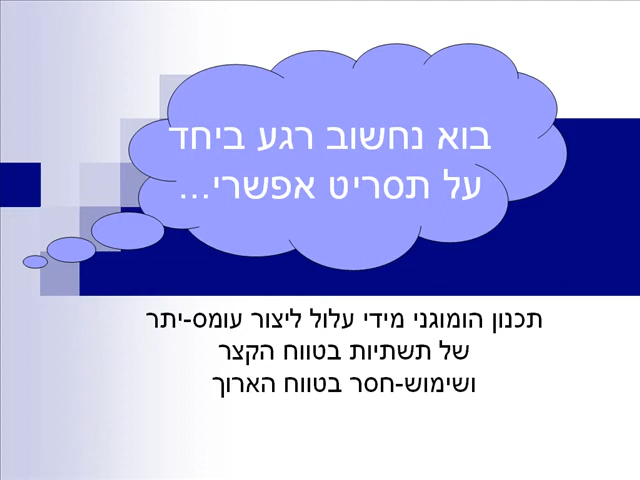 בוא נחשוב רגע ביחד
על תסריט אפשרי...
תכנון הומוגני מידי עלול ליצור עומס-יתר
של תשתיות בטווח הקצר
ושימוש-חסר בטווח הארוך